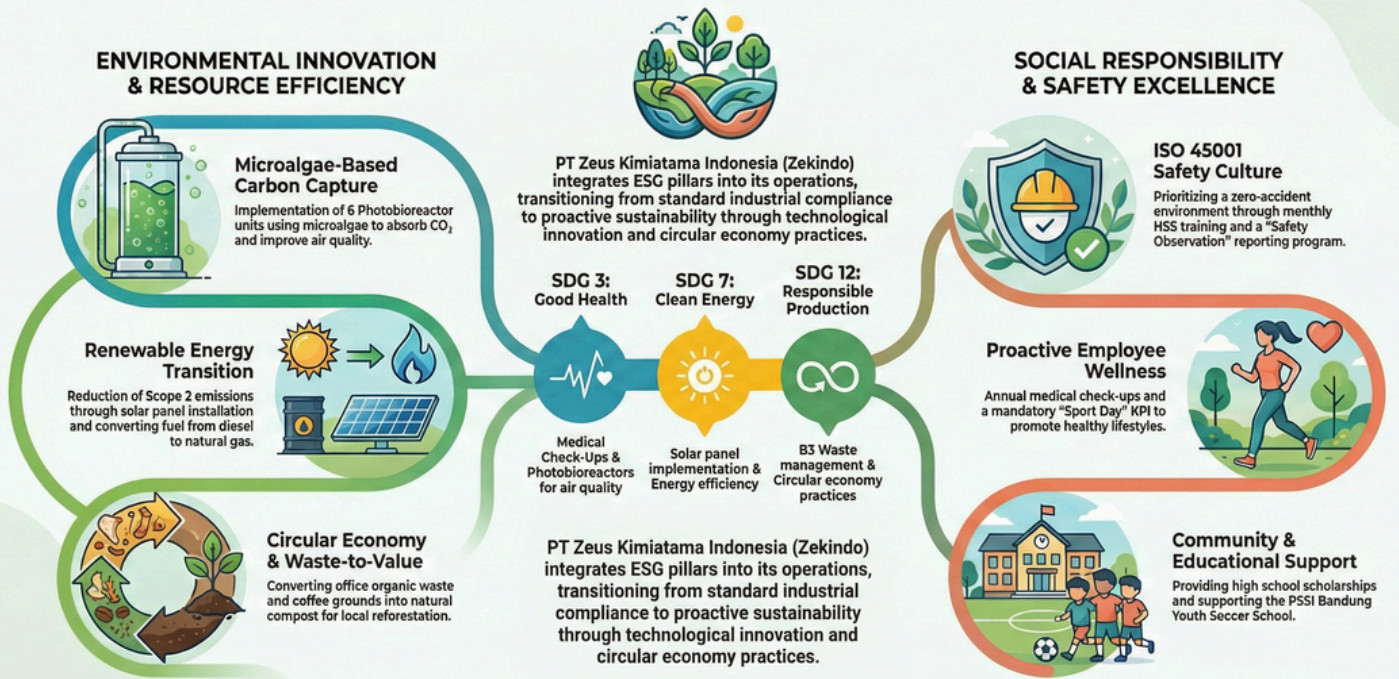 ENVIRONMENTAL INNOVATION
& RESOURCE EFFICIENCY
Microalgae-Based
Carbon Capture
Implementation of 6 Photobioreactor
units using microalgae to absorb CO₂
and improve air quality.
Renewable Energy
Transition
Reduction of Scope 2 emissions
through solar panel installation
and converting fuel from diesel
to natural gas.
Circular Economy
& Waste-to-Value
Converting office organic waste
and coffee grounds into natural
compost for local reforestation.
PT Zeus Kimiatama Indonesia (Zekindo)
integrates ESG pillars into its operations,
transitioning from standard industrial compliance
to proactive sustainability through technological
innovation and circular economy practices.
SDG 3:
Good Health
SDG 7:
Clean Energy
SDG 12:
Responsible
Production
Medical
Check-Ups &
Photobioreactors
for air quality
Solar panel
implementation &
Energy efficiency
B3 Waste
management &
Circular economy
practices
PT Zeus Kimiatama Indonesia (Zekindo)
integrates ESG pillars into its operations,
transitioning from standard industrial
compliance to proactive sustainability
through technological innovation and
circular economy practices.
SOCIAL RESPONSIBILITY
& SAFETY EXCELLENCE
ISO 45001
Safety Culture
Prioritizing a zero-accident
environment through monthly
HSS training and a “Safety
Observation” reporting program.
Proactive Employee
Wellness
Annual medical check-ups and
a mandatory “Sport Day” KPI to
promote healthy lifestyles.
Community &
Educational Support
Providing high school scholarships
and supporting the PSSI Bandung
Youth Seccer School.